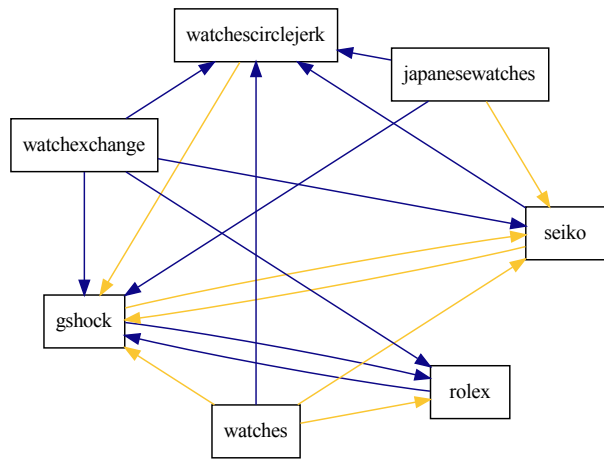 watchescirclejerk
japanesewatches
watchexchange
seiko
gshock
rolex
watches